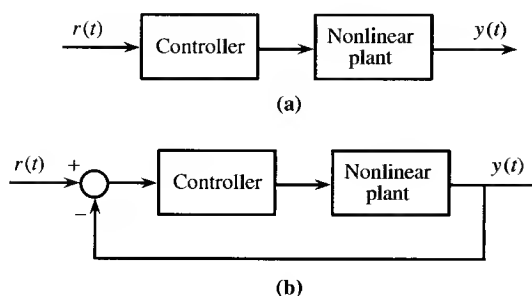 r(t)
Controller
Nonlinear
plant
y(t)
(a)
r(t)
+
−
Controller
Nonlinear
plant
y(t)
(b)